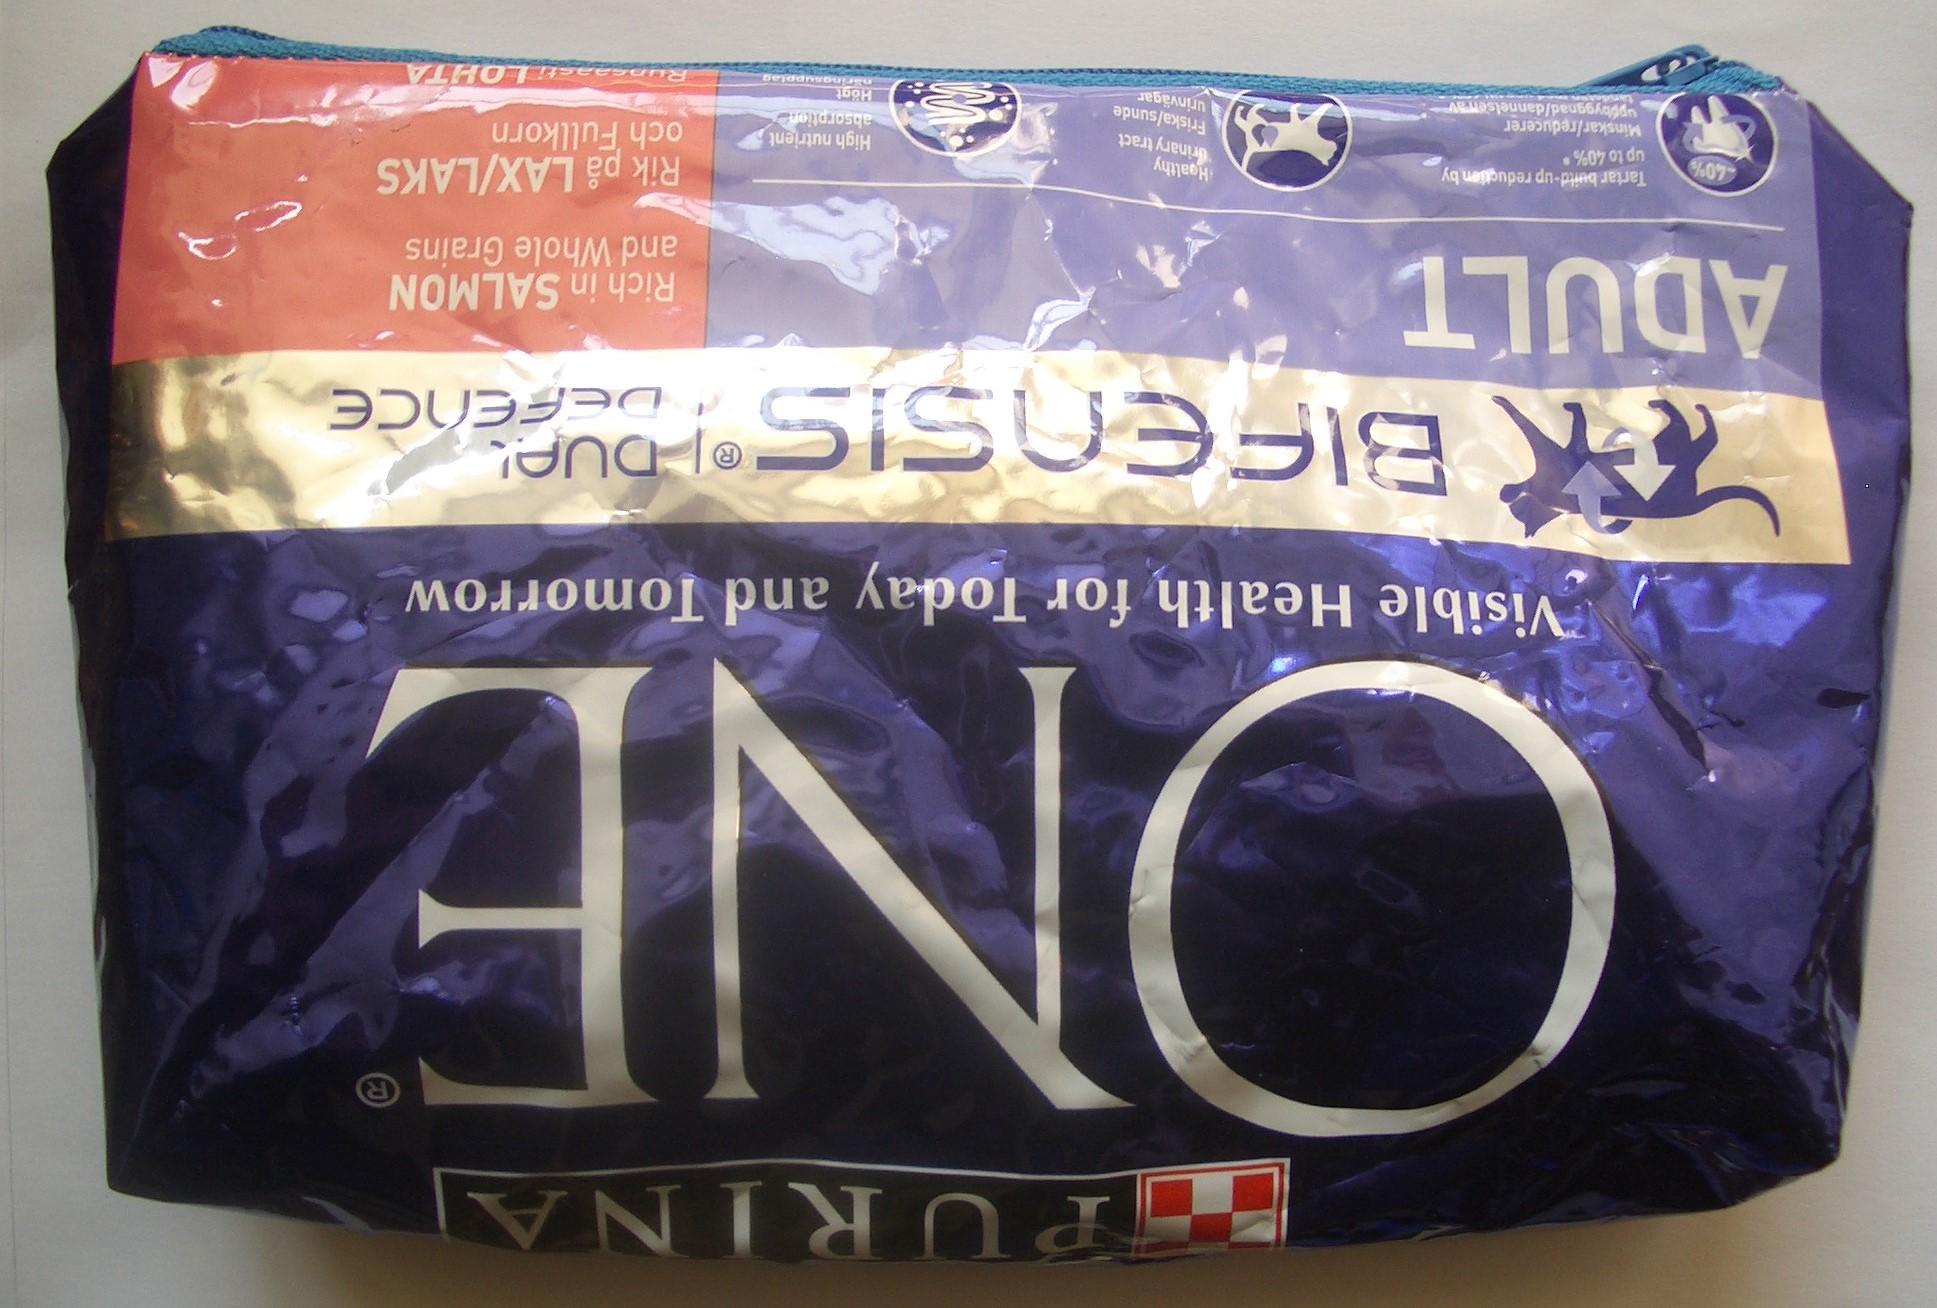 PURINA
ONE®
Visible Health for Today and Tomorrow
BIFENSIS® | DUAL
DEFENCE
ADULT
Tartar build-up reduction by
up to 40% *
Minskar/reducerer
uppbyggnad/dannelsen av
-40%
Healthy
urinary tract
Friska/sunde
urinvägar
High nutrient
absorption
Högt
näringsupptag
Rich in SALMON
and Whole Grains
Rik på LAX/LAKS
och Fullkorn
Runsaasti LOHTA